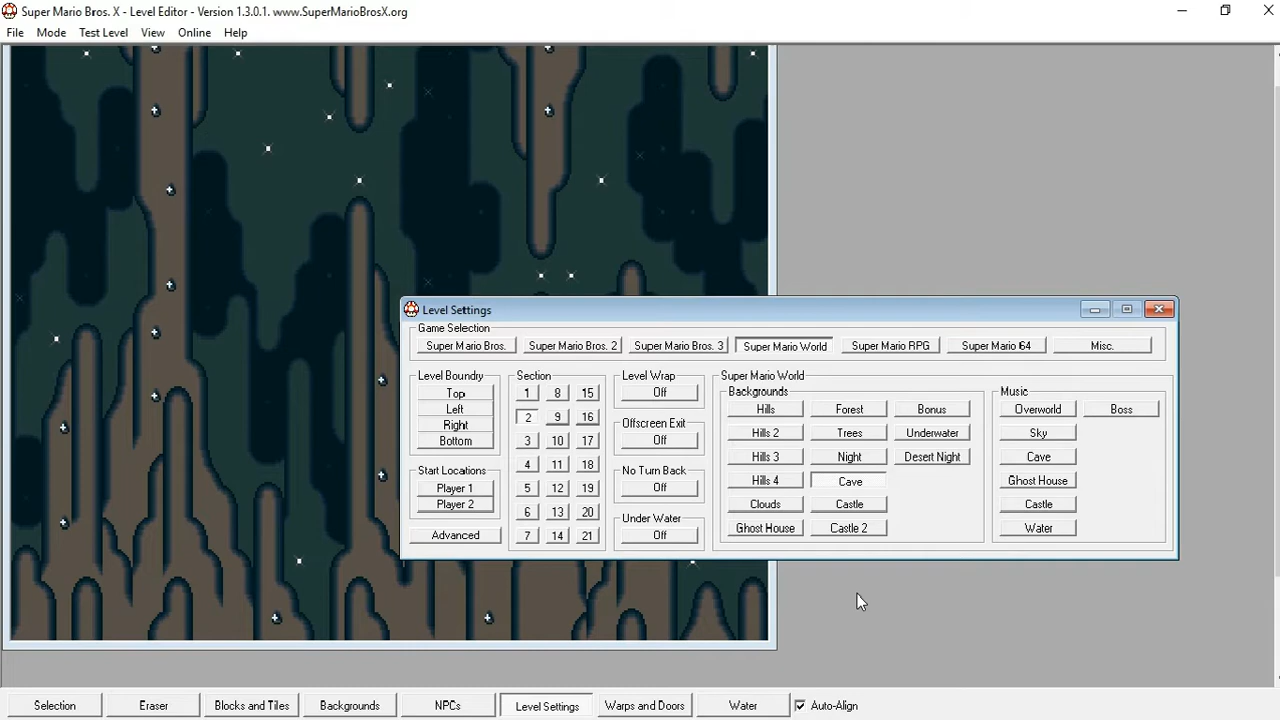 Super Mario Bros. X - Level Editor - Version 1.3.0.1. www.SuperMarioBrosX.org
File Mode Test Level View Online Help
Level Settings
Game Selection
Super Mario Bros. Super Mario Bros. 2 Super Mario Bros. 3 Super Mario World Super Mario RPG Super Mario 64 Misc.
Level Boundry
Top
Left
Right
Bottom
Start Locations
Player 1
Player 2
Advanced
Section
1 8 15
2 9 16
3 10 17
4 11 18
5 12 19
6 13 20
7 14 21
Level Wrap
Off
Offscreen Exit
Off
No Turn Back
Off
Under Water
Off
Super Mario World
Backgrounds
Hills Forest Bonus
Hills 2 Trees Underwater
Hills 3 Night Desert Night
Hills 4 Cave
Clouds Castle
Ghost House Castle 2
Music
Overworld Boss
Sky
Cave
Ghost House
Castle
Water
Selection Eraser Blocks and Tiles Backgrounds NPCs Level Settings Warps and Doors Water Auto-Align